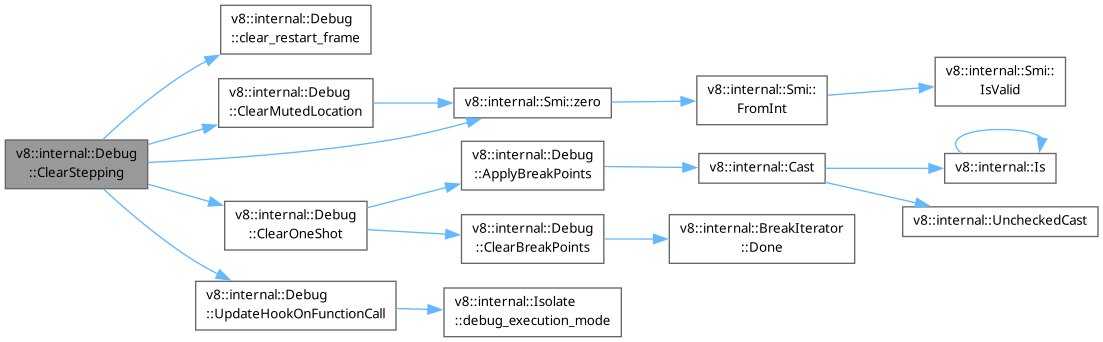 v8::internal::Debug
::clear_restart_frame
v8::internal::Smi::
IsValid
v8::internal::Debug
::ClearMutedLocation
v8::internal::Smi::zero
v8::internal::Smi::
FromInt
v8::internal::Debug
::ClearStepping
v8::internal::Debug
::ApplyBreakPoints
v8::internal::Cast
v8::internal::Is
v8::internal::Debug
::ClearOneShot
v8::internal::UncheckedCast
v8::internal::Debug
::ClearBreakPoints
v8::internal::BreakIterator
::Done
v8::internal::Debug
::UpdateHookOnFunctionCall
v8::internal::Isolate
::debug_execution_mode